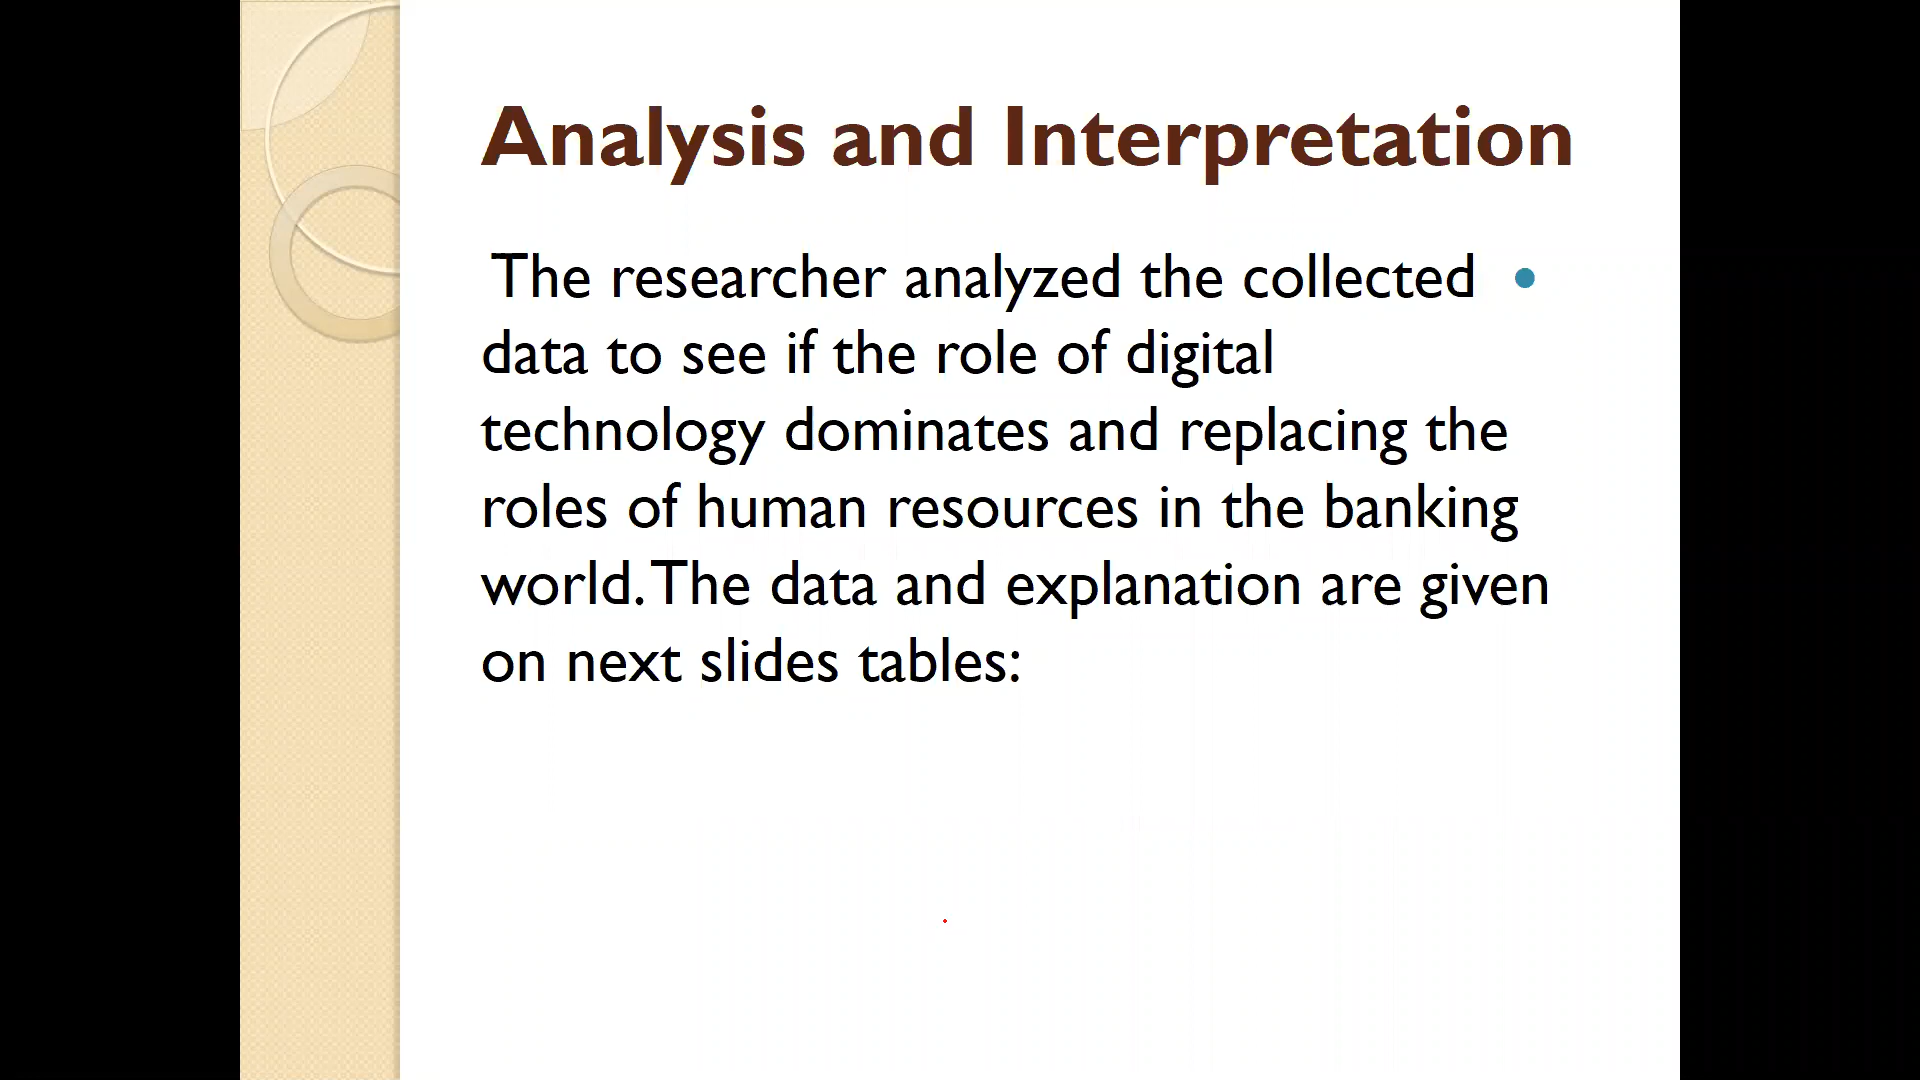 Analysis and Interpretation
The researcher analyzed the collected •
data to see if the role of digital
technology dominates and replacing the
roles of human resources in the banking
world. The data and explanation are given
on next slides tables: